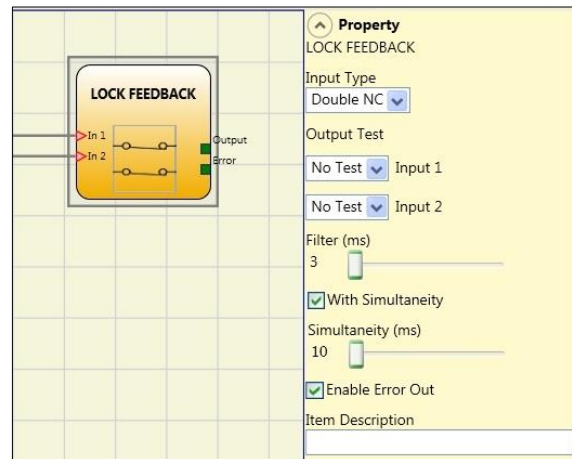 LOCK FEEDBACK
In 1
In 2
Output
Error
Property
LOCK FEEDBACK
Input Type
Double NC
Output Test
No Test Input 1
No Test Input 2
Filter (ms)
3
With Simultaneity
Simultaneity (ms)
10
Enable Error Out
Item Description